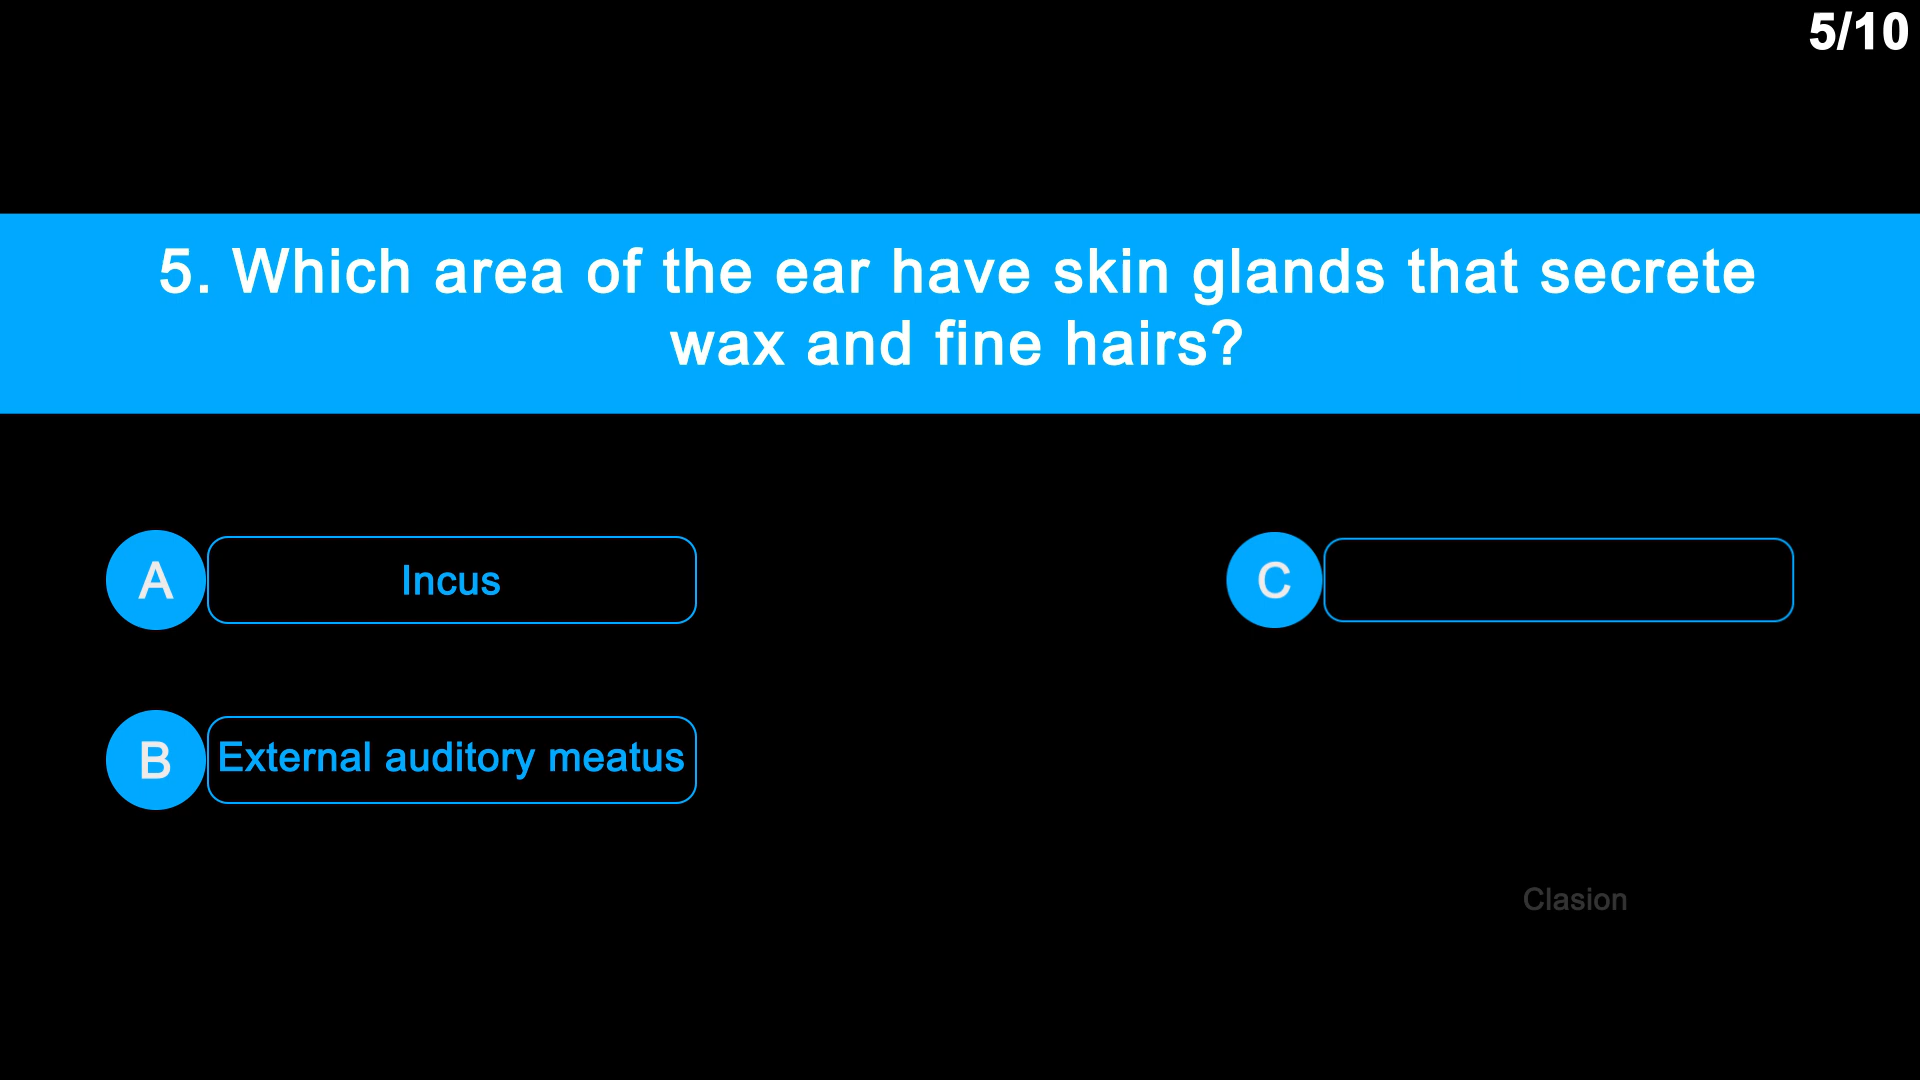 5/10
5. Which area of the ear have skin glands that secrete
wax and fine hairs?
A
Incus
C
B
External auditory meatus
Clasion